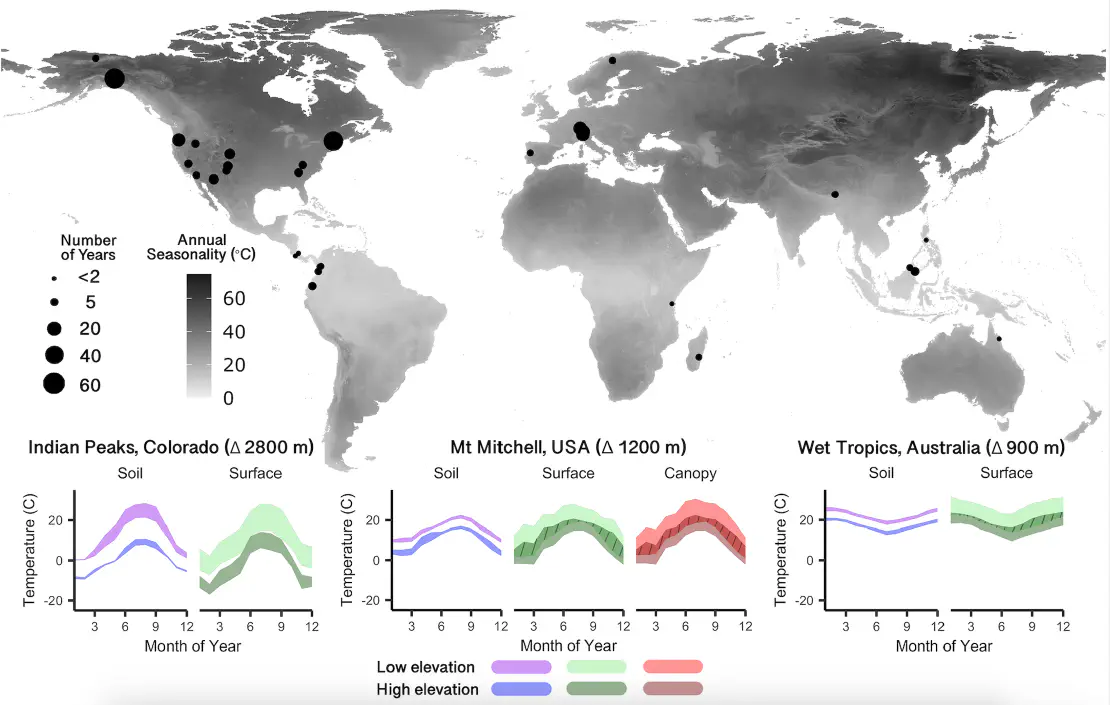 Number
of Years
<2
5
20
40
60
Annual
Seasonality (°C)
60
40
20
0
Indian Peaks, Colorado (Δ 2800 m)
Soil
Surface
Temperature (C)
20
0
-20
3 6 9 12
3 6 9 12
Month of Year
Mt Mitchell, USA (Δ 1200 m)
Soil
Surface
Canopy
Temperature (C)
20
0
-20
3 6 9 12
3 6 9 12
3 6 9 12
Month of Year
Wet Tropics, Australia (Δ 900 m)
Soil
Surface
Temperature (C)
20
0
-20
3 6 9 12
3 6 9 12
Month of Year
Low elevation
High elevation